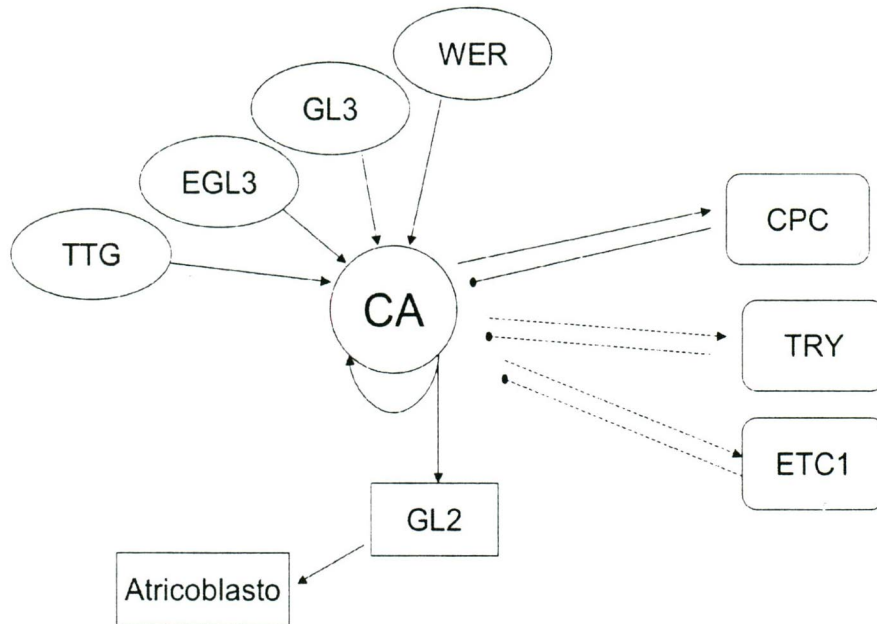 WER
GL3
EGL3
TTG
CA
CPC
TRY
ETC1
GL2
Atricoblasto